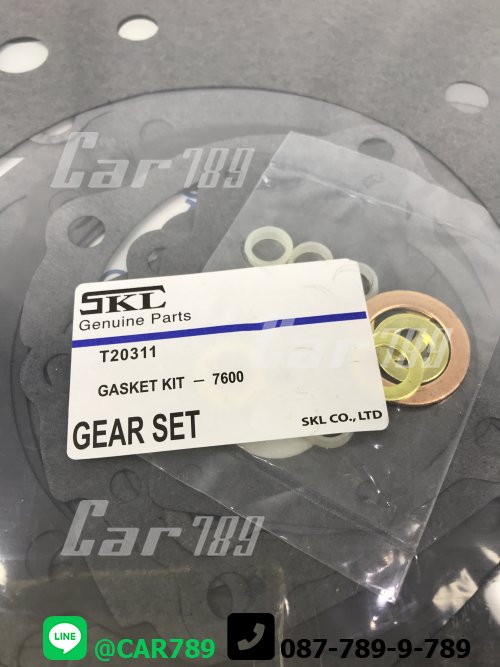 Car789
SKL
Genuine Parts
T20311
GASKET KIT – 7600
GEAR SET
SKL CO.,LTD
Car789
LINE
@CAR789
087-789-9-789